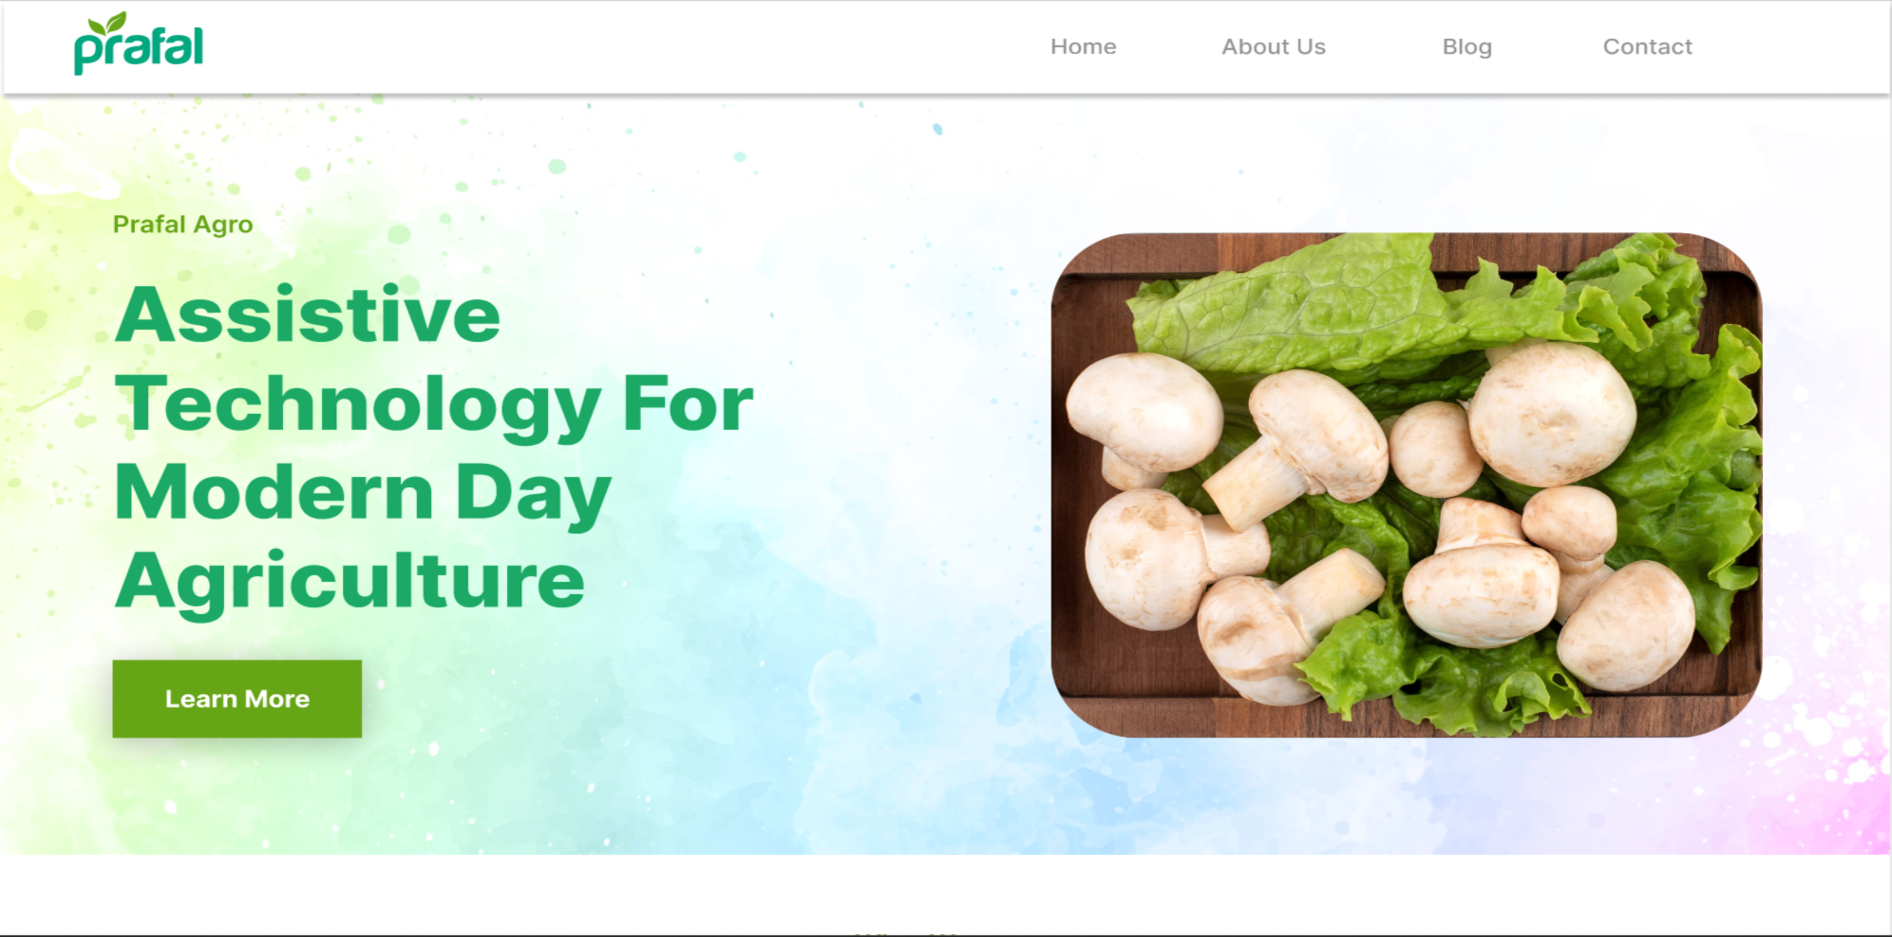 prafal
Home
About Us
Blog
Contact
Prafal Agro
Assistive
Technology For
Modern Day
Agriculture
Learn More